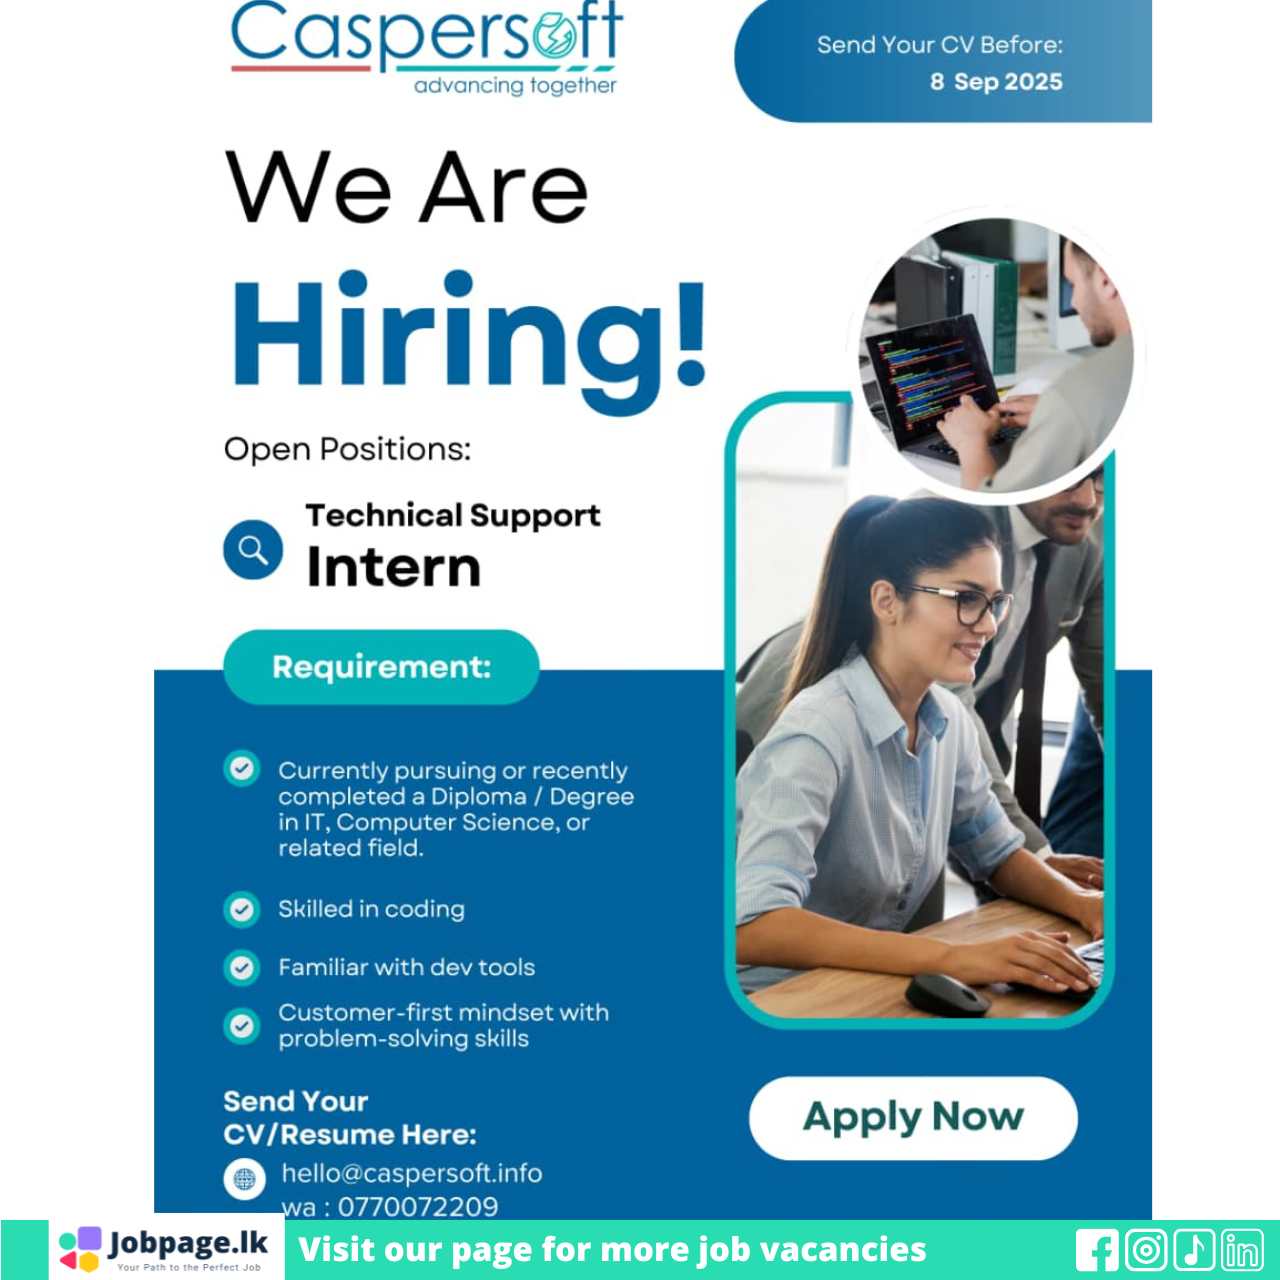 Caspersoft
advancing together
Send Your CV Before:
8 Sep 2025
We Are
Hiring!
Open Positions:
Technical Support
Intern
Requirement:
Currently pursuing or recently
completed a Diploma / Degree
in IT, Computer Science, or
related field.
Skilled in coding
Familiar with dev tools
Customer-first mindset with
problem-solving skills
Send Your
CV/Resume Here:
hello@caspersoft.info
wa : 0770072209
Apply Now
Jobpage.lk
Your Path to the Perfect Job
Visit our page for more job vacancies